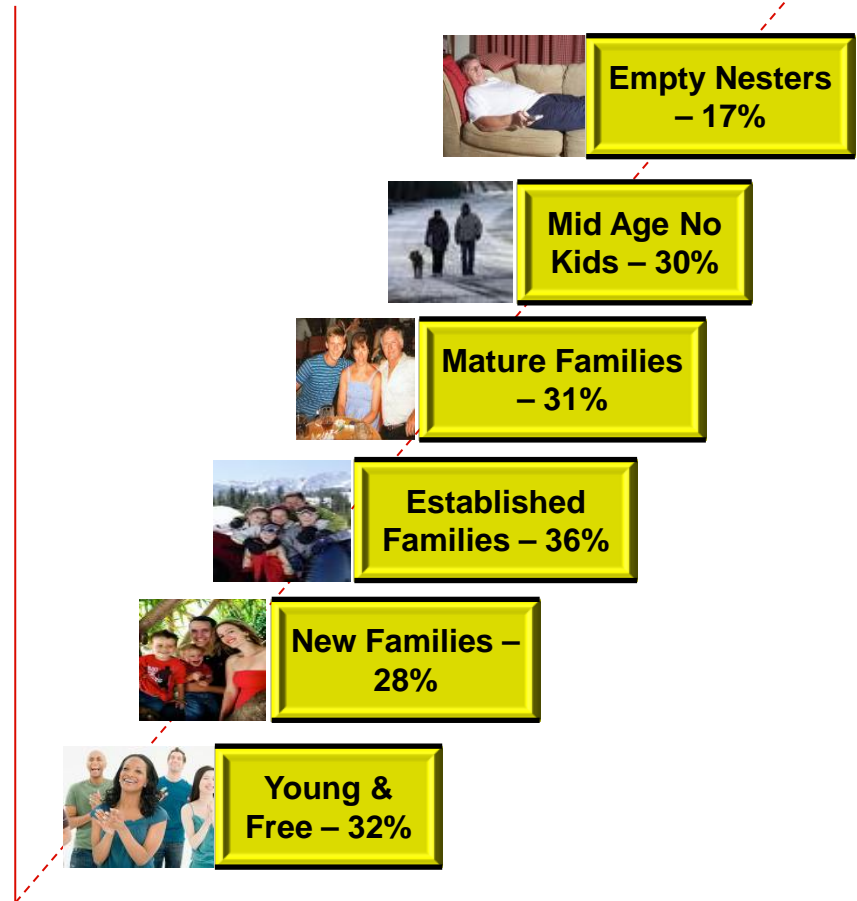 Empty Nesters
– 17%
Mid Age No
Kids – 30%
Mature Families
– 31%
Established
Families – 36%
New Families –
28%
Young &
Free – 32%